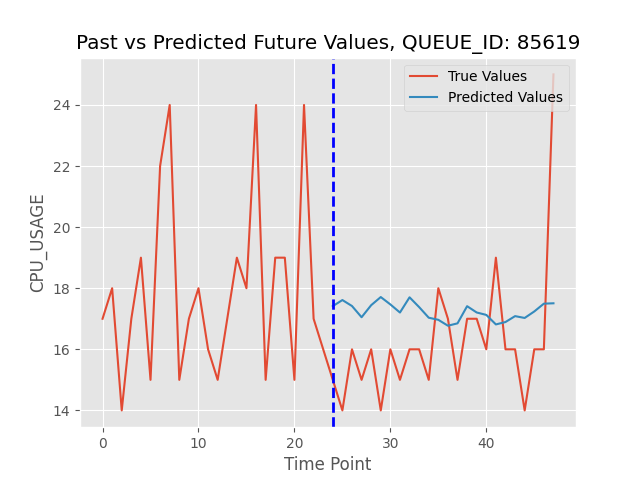 Past vs Predicted Future Values, QUEUE_ID: 85619
True Values
Predicted Values
CPU_USAGE
24
22
20
18
16
14
0
10
20
30
40
Time Point